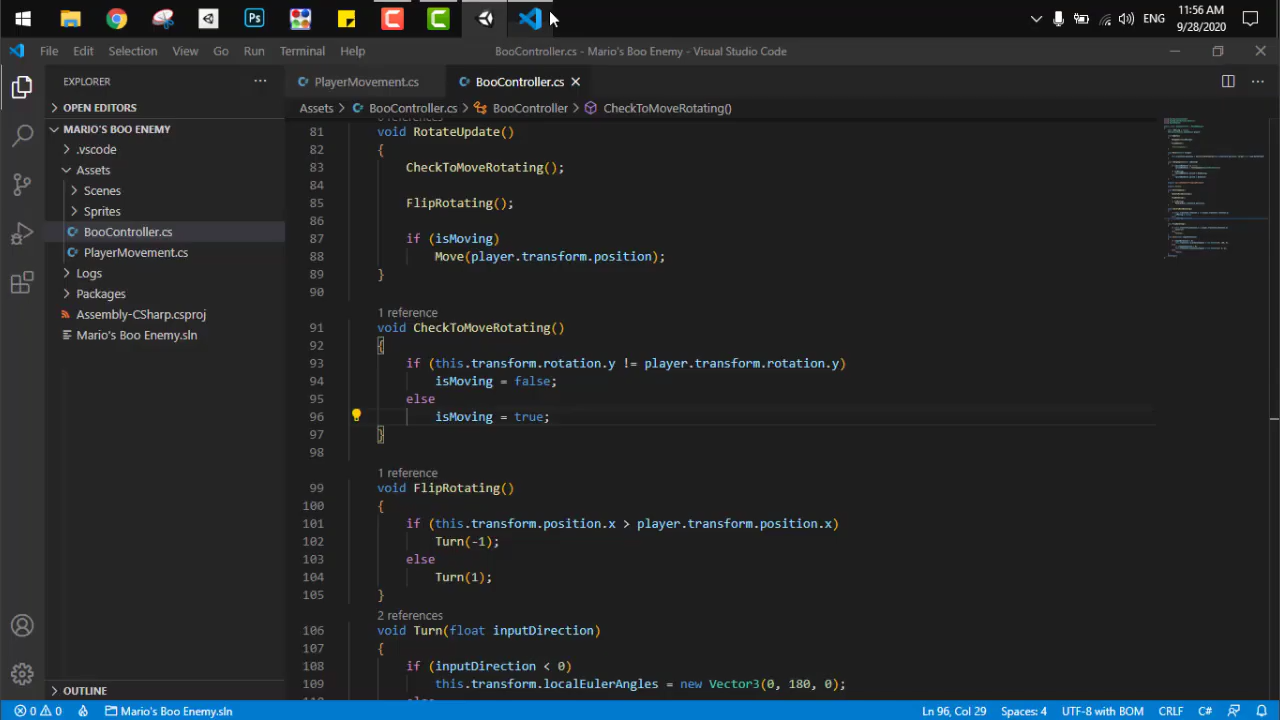 Ps
ENG
11:56 AM
9/28/2020
File Edit Selection View Go Run Terminal Help
BooController.cs - Mario's Boo Enemy - Visual Studio Code
EXPLORER
PlayerMovement.cs
BooController.cs
OPEN EDITORS
MARIO'S BOO ENEMY
.vscode
Assets
Scenes
Sprites
BooController.cs
PlayerMovement.cs
Logs
Packages
Assembly-CSharp.csproj
Mario's Boo Enemy.sln
OUTLINE
Assets > BooController.cs > BooController > CheckToMoveRotating()
81 void RotateUpdate()
82 {
83 CheckToMoveRotating();
84
85 FlipRotating();
86
87 if (isMoving)
88 Move(player.transform.position);
89 }
90
1 reference
91 void CheckToMoveRotating()
92 {
93 if (this.transform.rotation.y != player.transform.rotation.y)
94 isMoving = false;
95 else
96 isMoving = true;
97 }
98
1 reference
99 void FlipRotating()
100 {
101 if (this.transform.position.x > player.transform.position.x)
102 Turn(-1);
103 else
104 Turn(1);
105 }
2 references
106 void Turn(float inputDirection)
107 {
108 if (inputDirection < 0)
109 this.transform.localEulerAngles = new Vector3(0, 180, 0);
0 0
Mario's Boo Enemy.sln
Ln 96, Col 29
Spaces: 4
UTF-8 with BOM
CRLF
C#